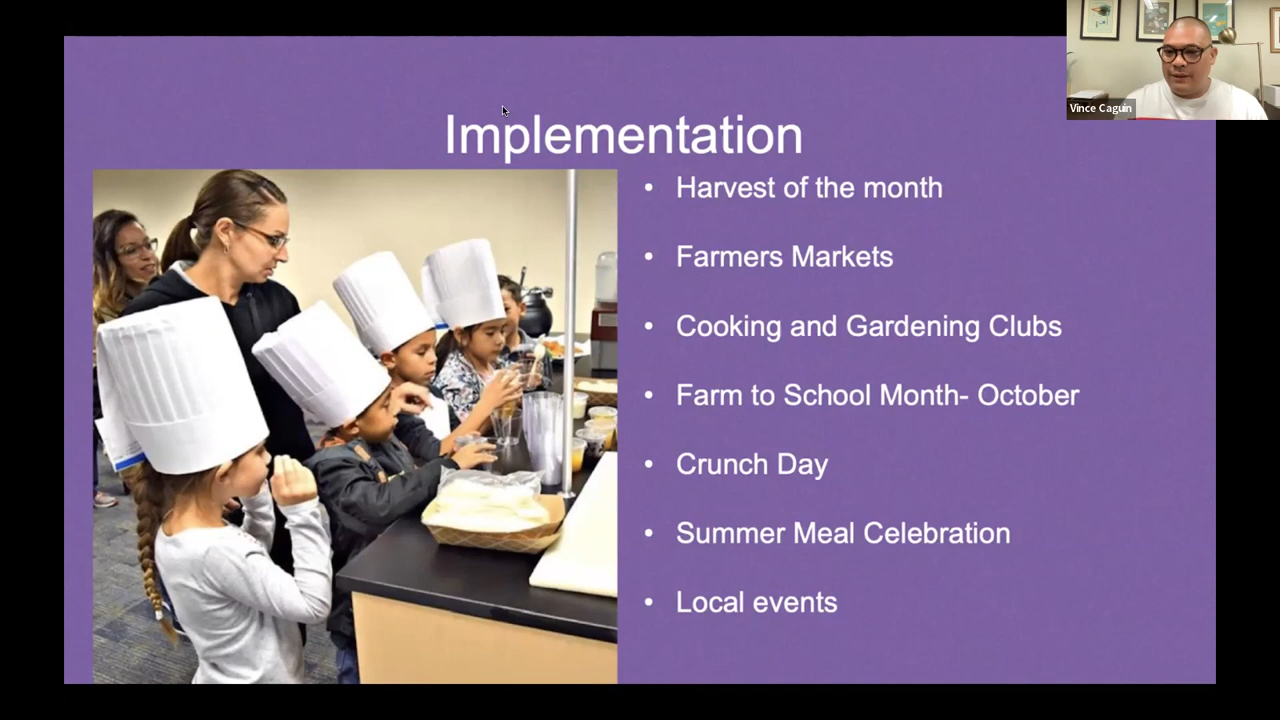 Vince Caguin
Implementation
• Harvest of the month
• Farmers Markets
• Cooking and Gardening Clubs
• Farm to School Month- October
• Crunch Day
• Summer Meal Celebration
• Local events